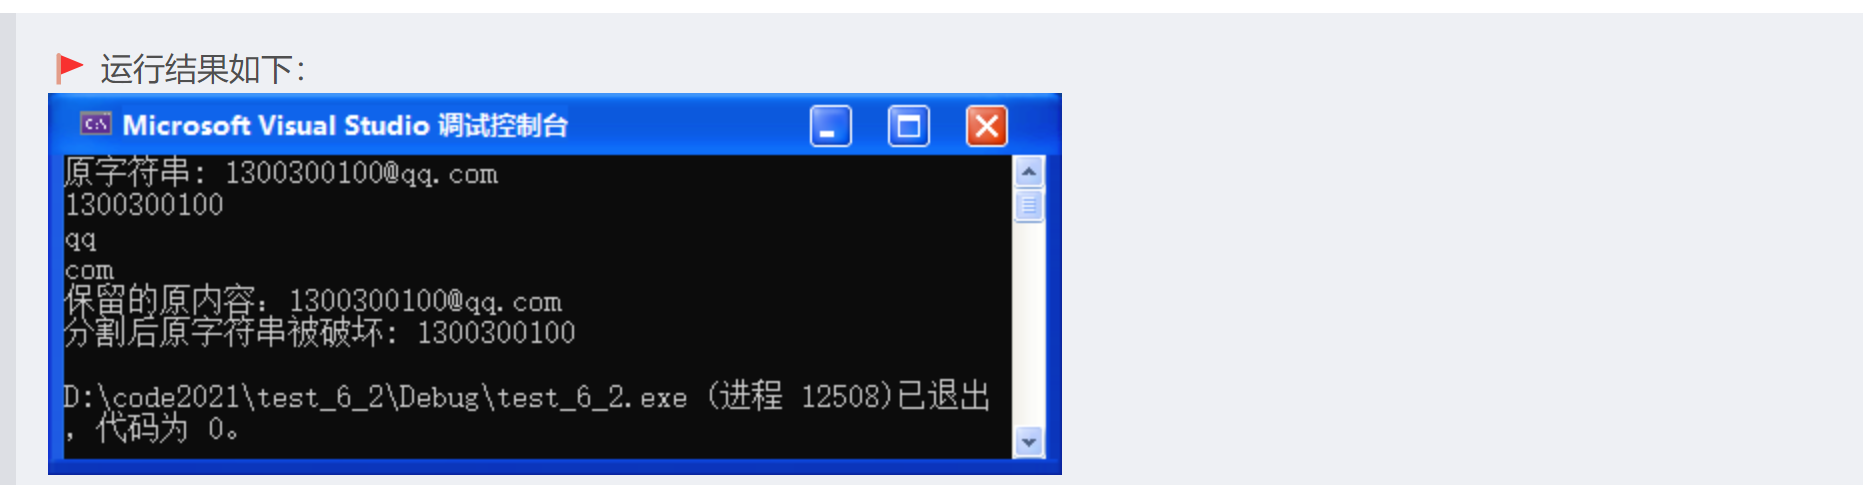 运行结果如下：
C:\ Microsoft Visual Studio 调试控制台
原字符串: 1300300100@qq.com
1300300100
qq
com
保留的原内容: 1300300100@qq.com
分割后原字符串被破坏: 1300300100
D:\code2021\test_6_2\Debug\test_6_2.exe (进程 12508)已退出
，代码为 0。